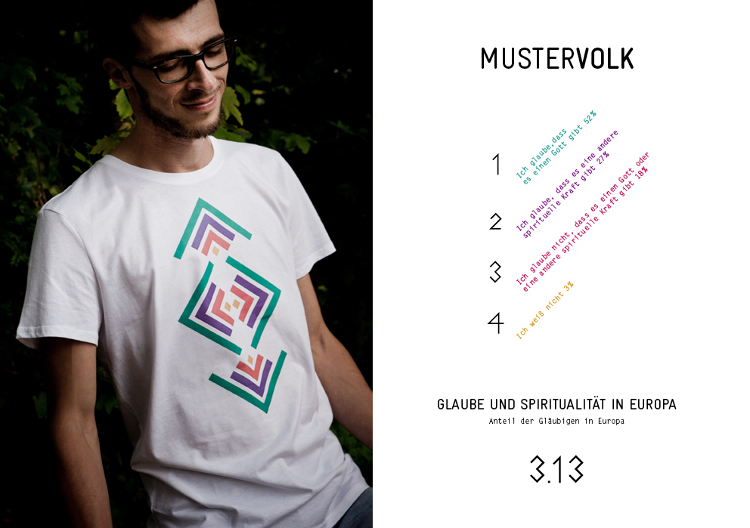 MUSTERVOLK
1
Ich glaube, dass
es einen Gott gibt 52%
2
Ich glaube, dass es eine andere
spirituelle Kraft gibt 27%
3
Ich glaube nicht, dass es einen Gott oder
eine andere spirituelle Kraft gibt 18%
4
Ich weiß nicht 3%
GLAUBE UND SPIRITUALITÄT IN EUROPA
Anteil der Gläubigen in Europa
3.13